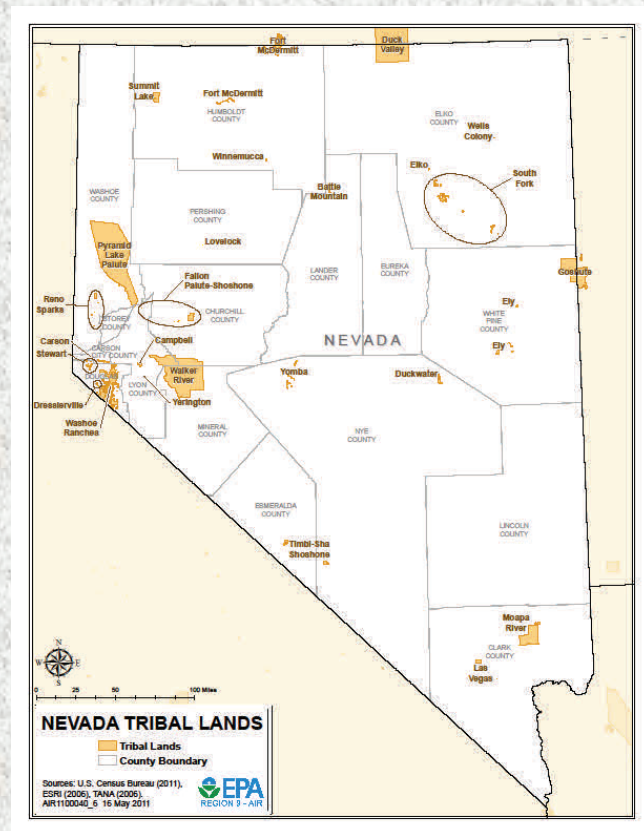 Fort
McDermitt
Duck
Valley
Summit
Lake
Fort McDermitt
HUMBOLDT
COUNTY
ELKO
COUNTY
Wells
Colony
Winnemucca
Elko
South
Fork
Battle
Mountain
WASHOE
COUNTY
PERSHING
COUNTY
Lovelock
Pyramid
Lake
Paiute
LANDER
COUNTY
EUREKA
COUNTY
Goshute
Fallon
Paiute-Shoshone
Reno
Sparks
STOREY
COUNTY
CHURCHILL
COUNTY
Ely
WHITE
PINE
COUNTY
Carson
Campbell
NEVADA
Ely
Stewart
CARSON
CITY COUNTY
DOUGLAS
Walker
River
Yomba
Duckwater
LYON
COUNTY
Dresslerville
Yerington
Washoe
Ranches
MINERAL
COUNTY
NYE
COUNTY
ESMERALDA
COUNTY
LINCOLN
COUNTY
Timbi-Sha
Shoshone
Moapa
River
CLARK
COUNTY
Las
Vegas
N
W
E
S
0 25 50 100 Miles
NEVADA TRIBAL LANDS
Tribal Lands
County Boundary
Sources: U.S. Census Bureau (2011),
ESRI (2006), TANA (2006).
AIR1100040_6 16 May 2011
EPA
REGION 9 - AIR